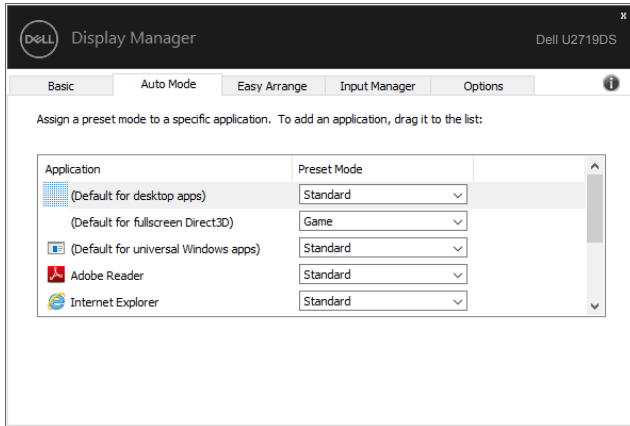 x
DELL Display Manager Dell U2719DS
Basic Auto Mode Easy Arrange Input Manager Options i
Assign a preset mode to a specific application. To add an application, drag it to the list:
Application Preset Mode
(Default for desktop apps) Standard
(Default for fullscreen Direct3D) Game
(Default for universal Windows apps) Standard
Adobe Reader Standard
Internet Explorer Standard